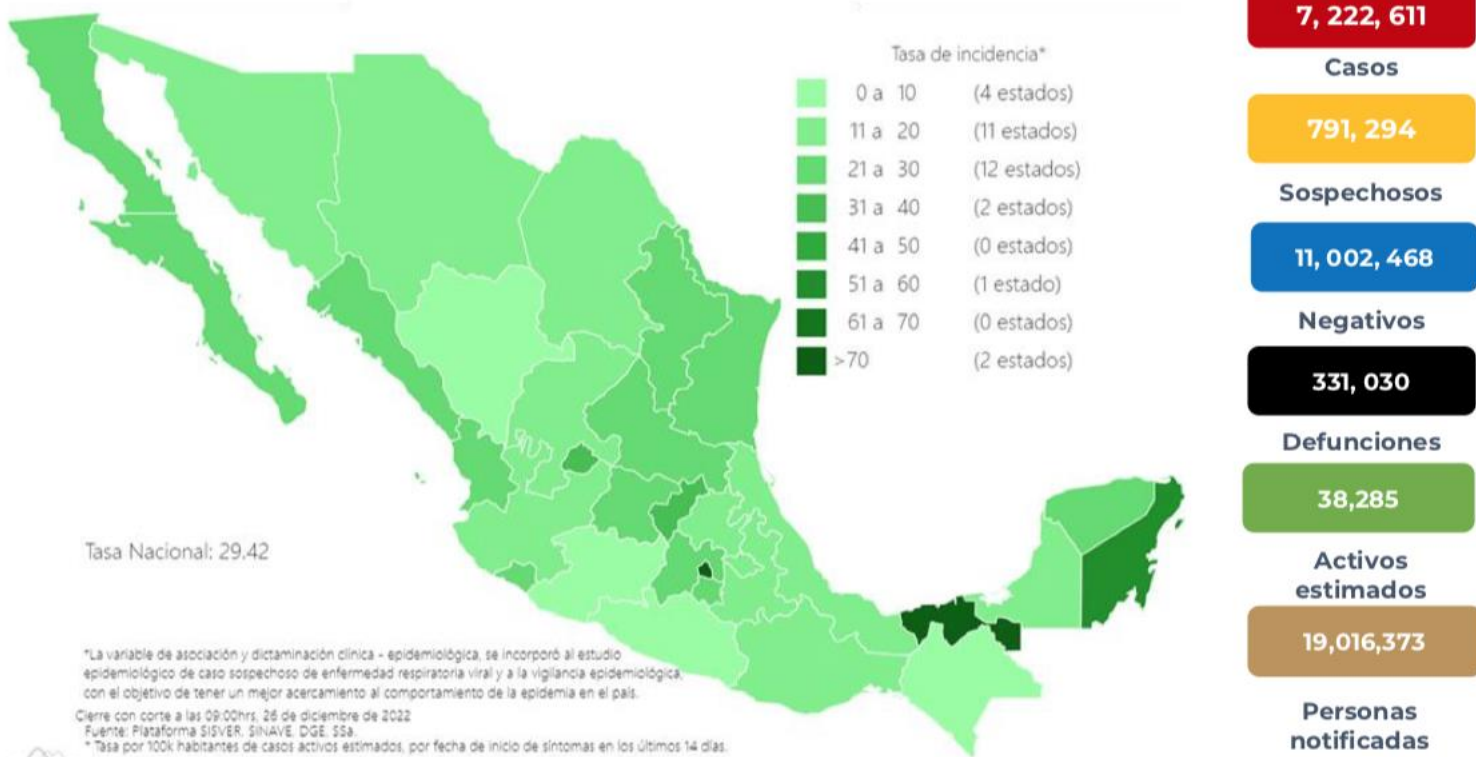 Tasa de incidencia*
0 a 10 (4 estados)
11 a 20 (11 estados)
21 a 30 (12 estados)
31 a 40 (2 estados)
41 a 50 (0 estados)
51 a 60 (1 estado)
61 a 70 (0 estados)
>70 (2 estados)
Tasa Nacional: 29.42
*La variable de asociación y dictaminación clínica - epidemiológica, se incorporó al estudio
epidemiológico de caso sospechoso de enfermedad respiratoria viral y a la vigilancia epidemiológica,
con el objetivo de tener un mejor acercamiento al comportamiento de la epidemia en el país.
Cierre con corte a las 09:00hrs, 26 de diciembre de 2022
Fuente: Plataforma SISVER, SINAVE, DGE, SSa.
* Tasa por 100k habitantes de casos activos estimados, por fecha de inicio de síntomas en los últimos 14 días.
7, 222, 611
Casos
791, 294
Sospechosos
11, 002, 468
Negativos
331, 030
Defunciones
38,285
Activos
estimados
19,016,373
Personas
notificadas